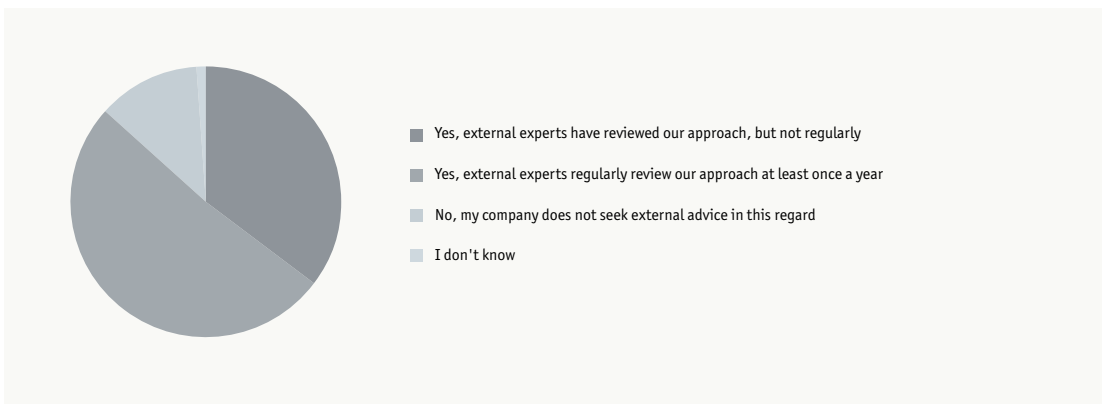 Yes, external experts have reviewed our approach, but not regularly
Yes, external experts regularly review our approach at least once a year
No, my company does not seek external advice in this regard
I don't know